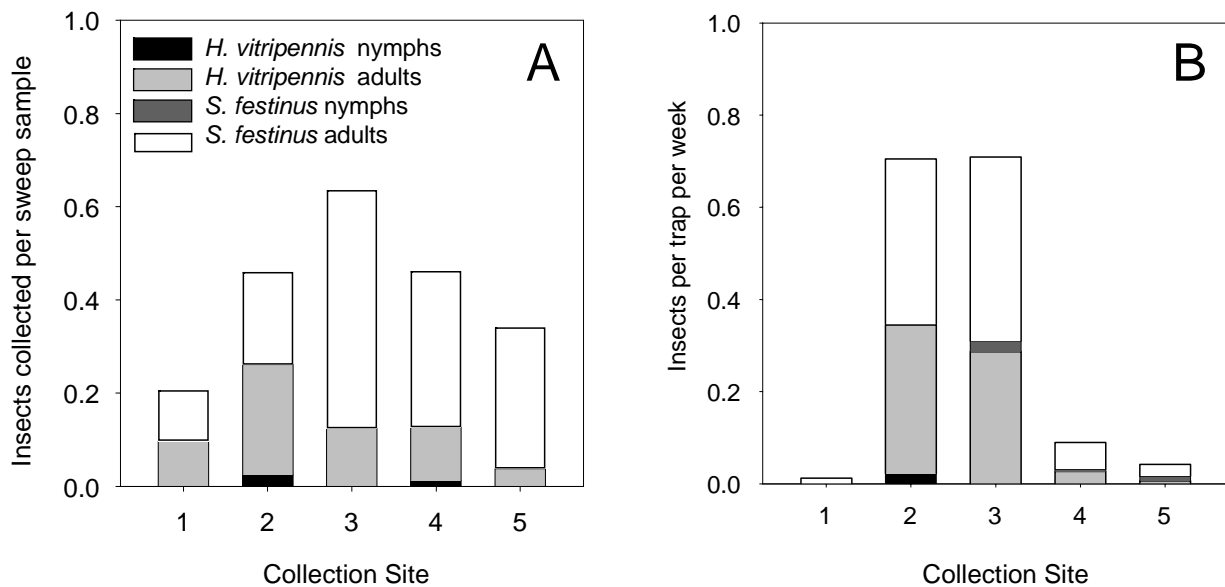 A
H. vitripennis nymphs
H. vitripennis adults
S. festinus nymphs
S. festinus adults
Insects collected per sweep sample
1.0
0.8
0.6
0.4
0.2
0.0
1 2 3 4 5
Collection Site
B
Insects per trap per week
1.0
0.8
0.6
0.4
0.2
0.0
1 2 3 4 5
Collection Site